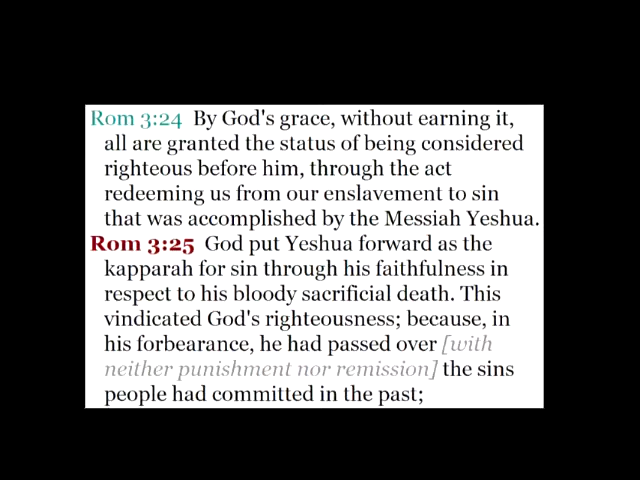 Rom 3:24 By God's grace, without earning it,
all are granted the status of being considered
righteous before him, through the act
redeeming us from our enslavement to sin
that was accomplished by the Messiah Yeshua.
Rom 3:25 God put Yeshua forward as the
kapparah for sin through his faithfulness in
respect to his bloody sacrificial death. This
vindicated God's righteousness; because, in
his forbearance, he had passed over [with
neither punishment nor remission] the sins
people had committed in the past;